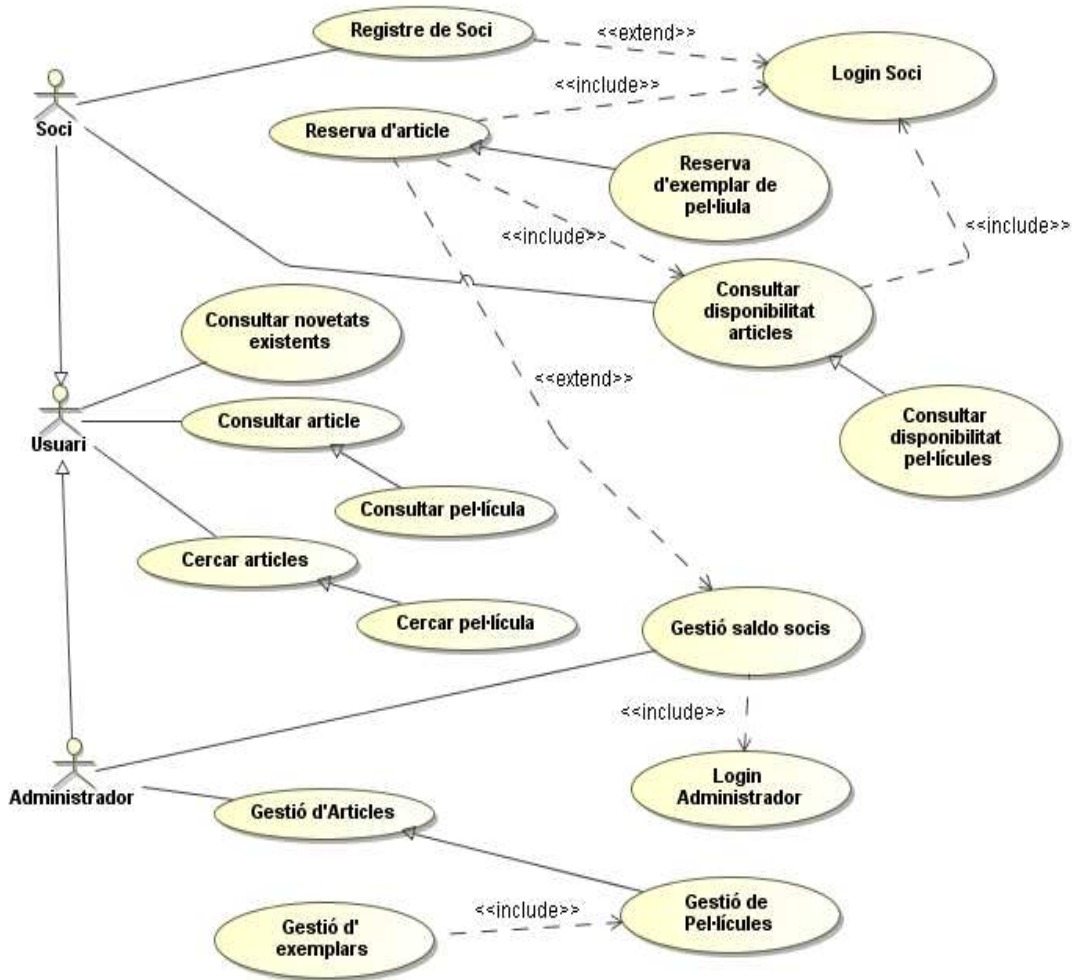 Registre de Soci
<<extend>>
Login Soci
<<include>>
Soci
Reserva d'article
Reserva
d'exemplar de
pel·liula
<<include>>
<<include>>
Consultar
disponibilitat
articles
Consultar novetats
existents
<<extend>>
Usuari
Consultar article
Consultar
disponibilitat
pel·lícules
Consultar pel·lícula
Cercar articles
Cercar pel·lícula
Gestió saldo socis
<<include>>
Administrador
Login
Administrador
Gestió d'Articles
Gestió de
Pel·lícules
<<include>>
Gestió d'
exemplars